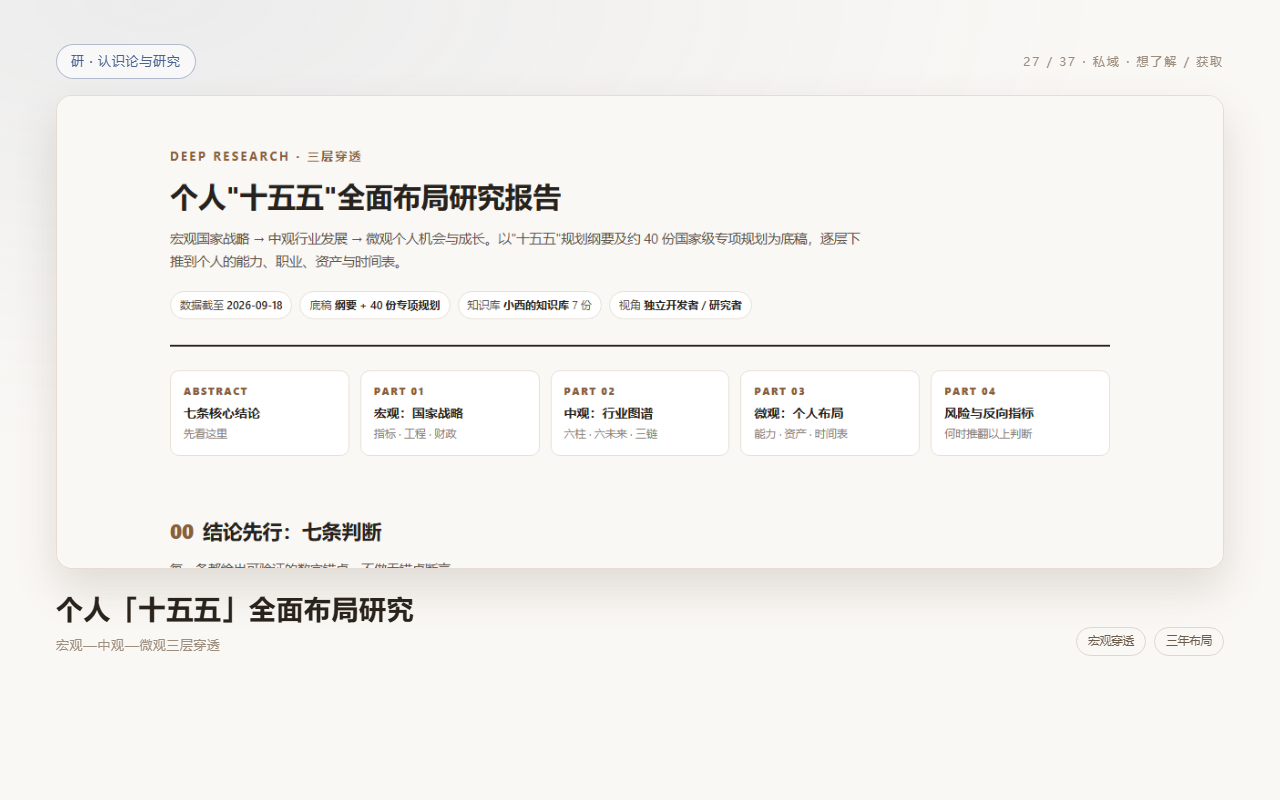 研 · 认识论与研究
27 / 37 · 私域 · 想了解 / 获取
DEEP RESEARCH · 三层穿透
个人"十五五"全面布局研究报告
宏观国家战略 → 中观行业发展 → 微观个人机会与成长。以"十五五"规划纲要及约 40 份国家级专项规划为底稿，逐层下
推到个人的能力、职业、资产与时间表。
数据截至 2026-09-18
底稿 纲要 + 40 份专项规划
知识库 小西的知识库 7 份
视角 独立开发者 / 研究者
ABSTRACT
七条核心结论
先看这里
PART 01
宏观：国家战略
指标 · 工程 · 财政
PART 02
中观：行业图谱
六柱 · 六未来 · 三链
PART 03
微观：个人布局
能力 · 资产 · 时间表
PART 04
风险与反向指标
何时推翻以上判断
00 结论先行：七条判断
个人「十五五」全面布局研究
宏观—中观—微观三层穿透
宏观穿透
三年布局